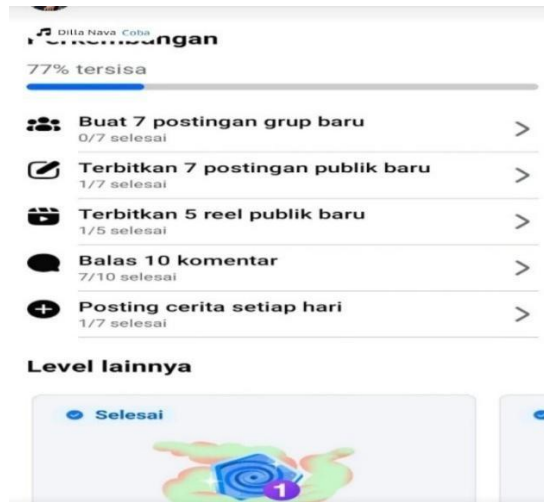 Dilla Nava Coba
Perkembangan
77% tersisa
Buat 7 postingan grup baru
0/7 selesai
Terbitkan 7 postingan publik baru
1/7 selesai
Terbitkan 5 reel publik baru
1/5 selesai
Balas 10 komentar
7/10 selesai
Posting cerita setiap hari
1/7 selesai
Level lainnya
Selesai
1